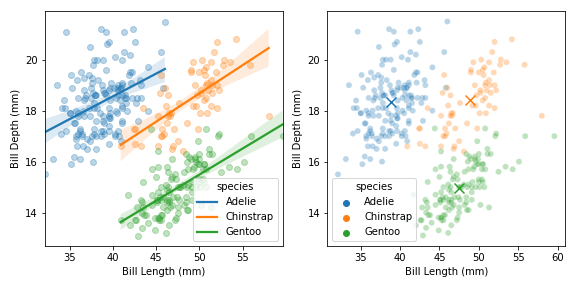 20
18
16
14
Bill Depth (mm)
35
40
45
50
55
Bill Length (mm)
species
Adelie
Chinstrap
Gentoo
20
18
16
14
Bill Depth (mm)
35
40
45
50
55
60
Bill Length (mm)
species
Adelie
Chinstrap
Gentoo